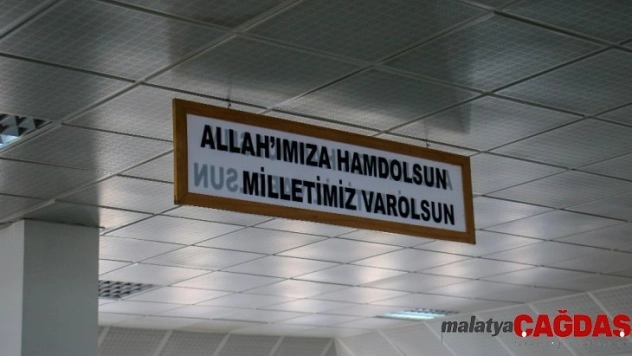 ALLAH'IMIZA HAMDOLSUN
MİLLETİMİZ VAROLSUN
malatyaÇAĞDAŞ